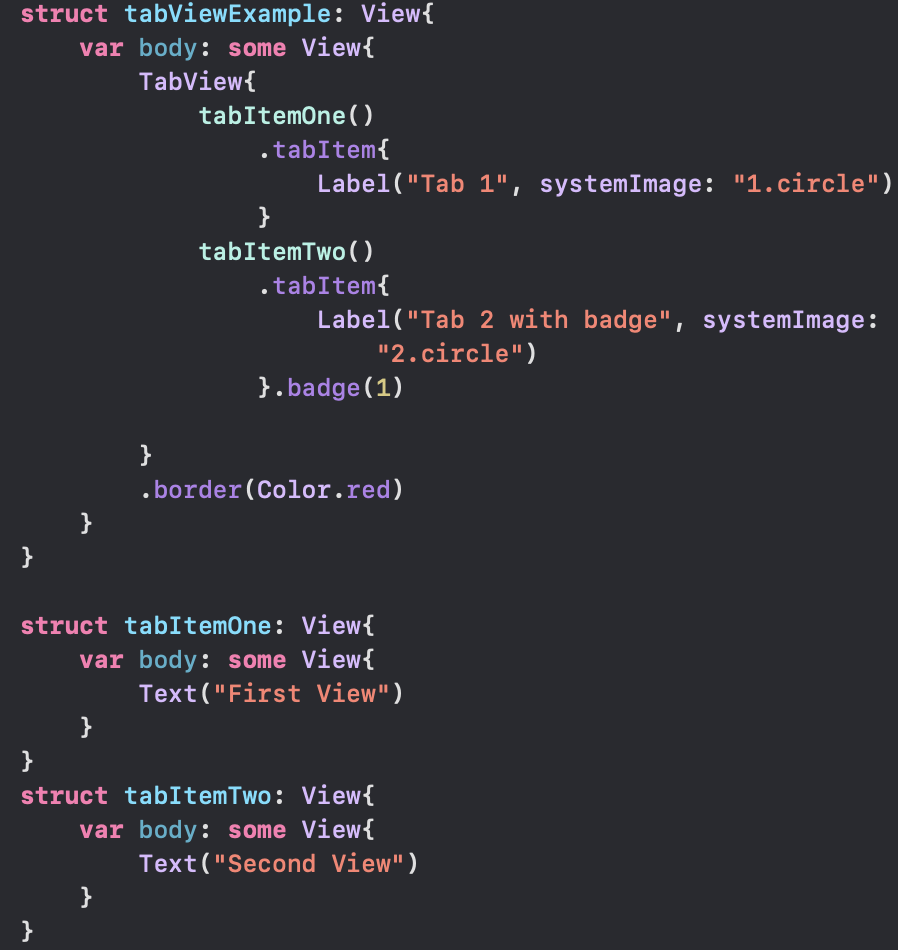 struct tabViewExample: View{
    var body: some View{
        TabView{
            tabItemOne()
                .tabItem{
                    Label("Tab 1", systemImage: "1.circle")
                }
            tabItemTwo()
                .tabItem{
                    Label("Tab 2 with badge", systemImage:
                        "2.circle")
                }.badge(1)

        }
        .border(Color.red)
    }
}

struct tabItemOne: View{
    var body: some View{
        Text("First View")
    }
}
struct tabItemTwo: View{
    var body: some View{
        Text("Second View")
    }
}